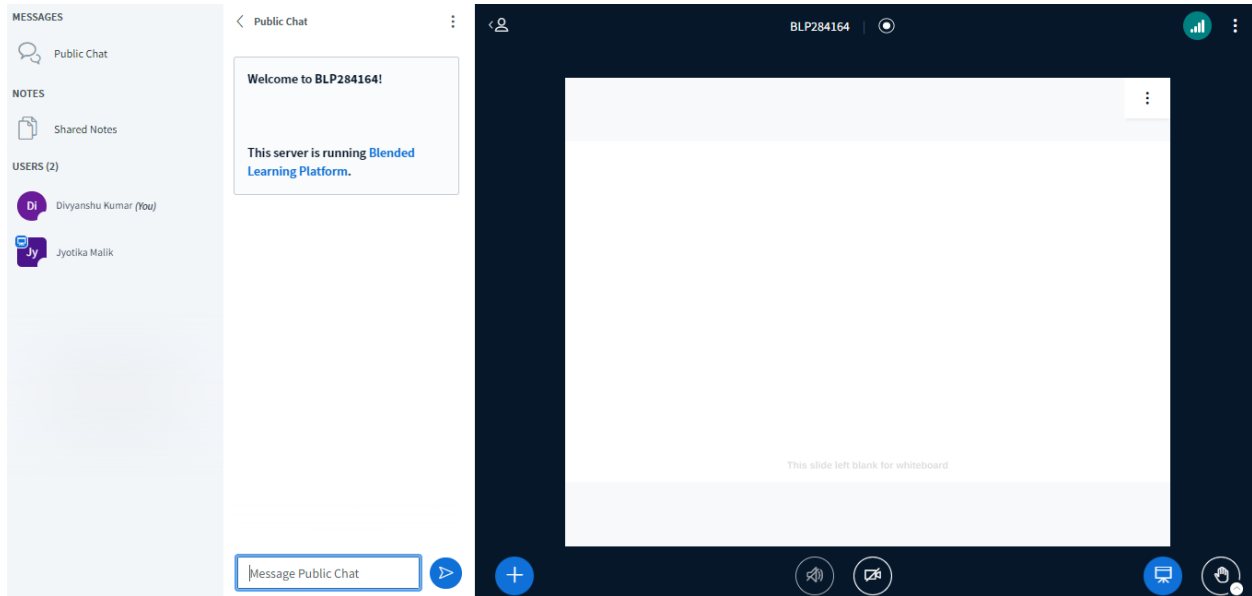 MESSAGES
Public Chat
NOTES
Shared Notes
USERS (2)
Di
Divyanshu Kumar (You)
Jy
Jyotika Malik
Public Chat
Welcome to BLP284164!
This server is running Blended
Learning Platform.
Message Public Chat
BLP284164
This slide left blank for whiteboard